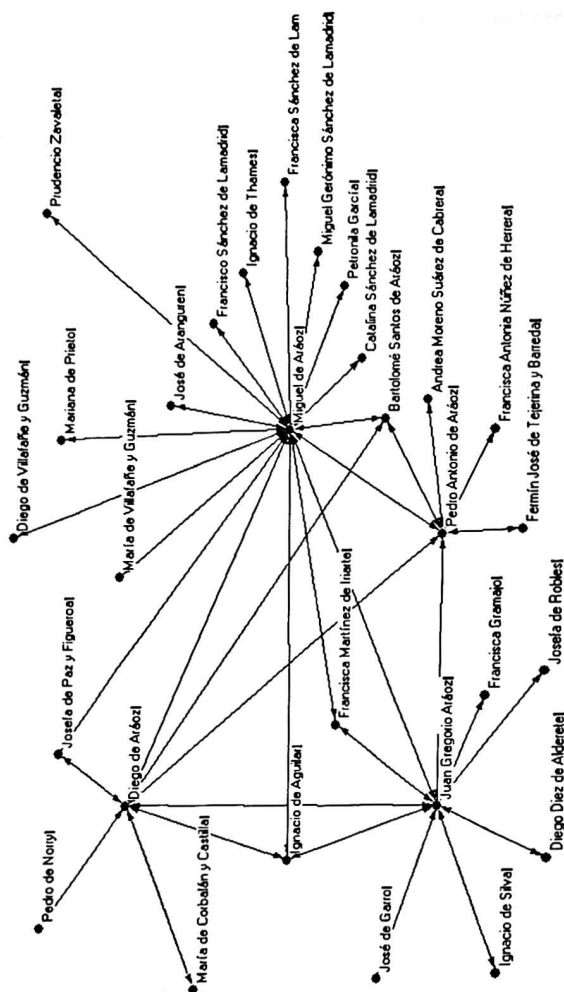 Diego de Villafañe y Guzmán|
Pedro de
Prudencio Zavaleta|
Josefa de Paz y Figueroa|
Mariana de Prieto|
María de Villafañe y Guzmán|
Diego de Aráoz|
José de Aranguren|
María de Corbalán y Castilla|
Francisco Sánchez de Lamadrid|
Ignacio de Thames|
Francisca Sánchez de Lam
Ignacio de Aguilar|
Miguel de Aráoz|
Miguel Gerónimo Sánchez de Lamadrid|
Francisca Martínez de Iriarte|
Petronila García|
Catalina Sánchez de Lamadrid|
José de Garro|
Bartolomé Santos de Aráoz|
Andrea Moreno Suárez de Cabrera|
Juan Gregorio Aráoz|
Pedro Antonio de Aráoz|
Francisca Gramajo|
Ignacio de Silva|
Francisca Antonia Núñez de Herrera|
Fermín José de Tejerina y Barreda|
Josefa de Robles|
Diego Diez de Alderete|